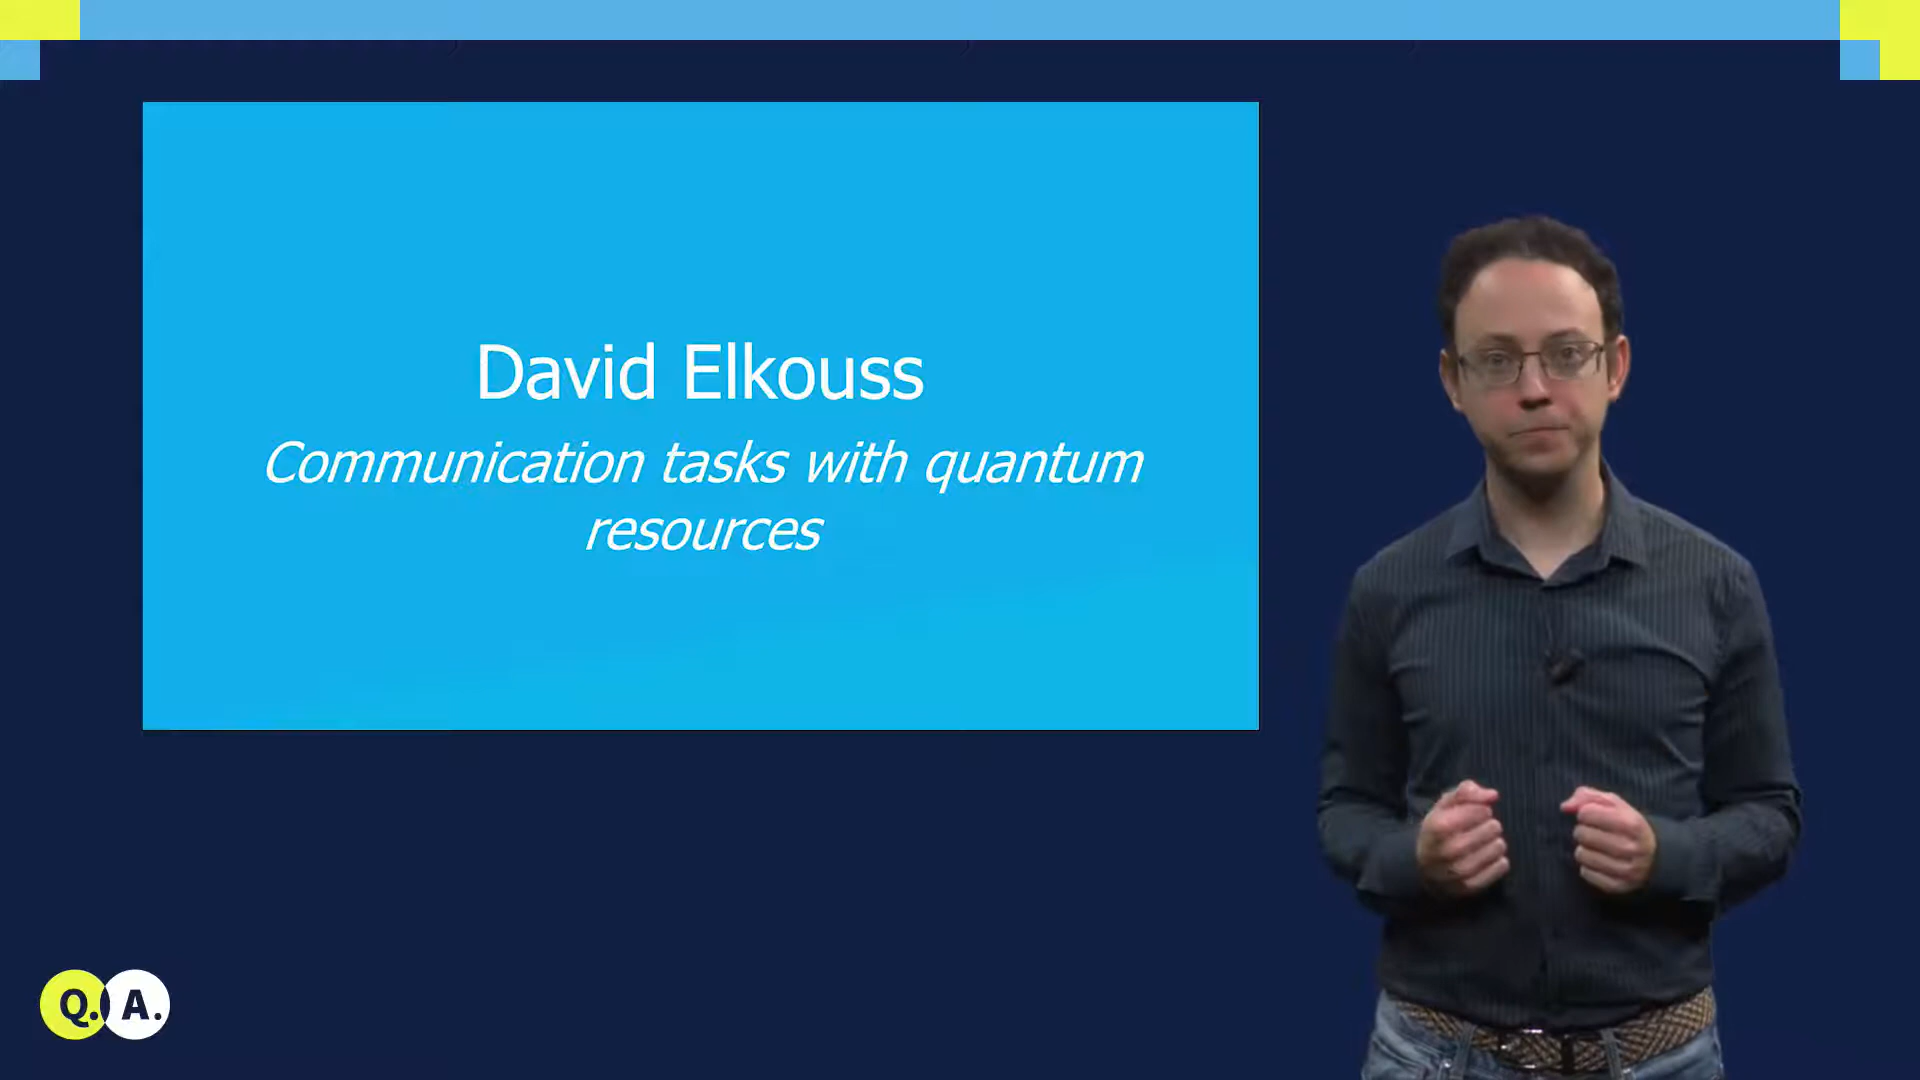 David Elkouss
Communication tasks with quantum
resources
Q. A.